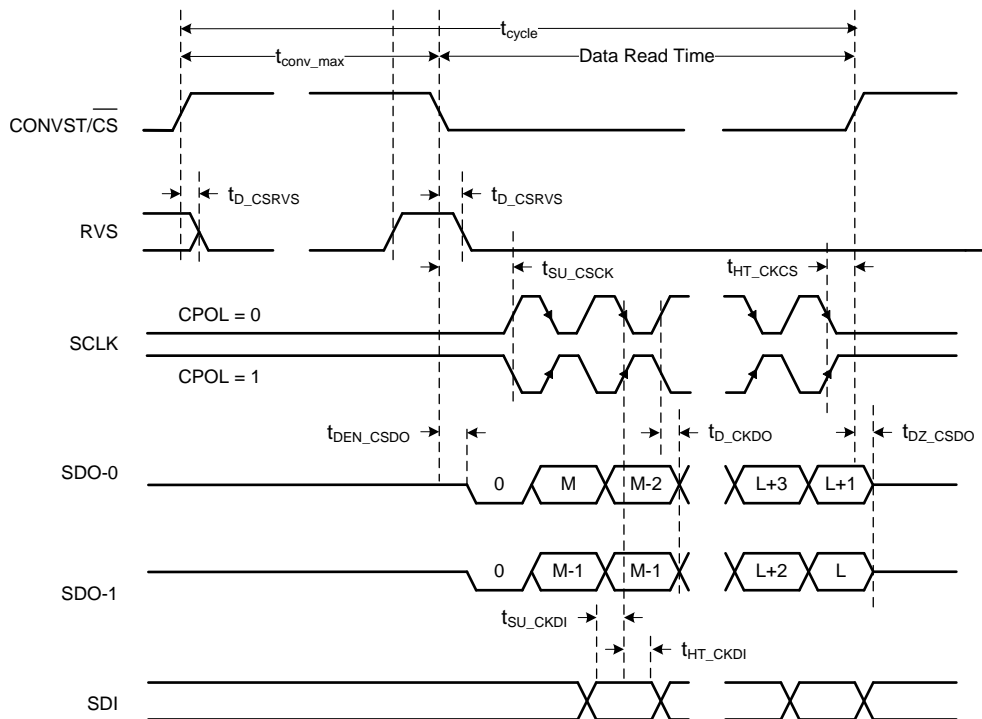 t_cycle
t_conv_max
Data Read Time
CONVST/C̅S̅
t_D_CSRVS
t_D_CSRVS
RVS
t_SU_CSCK
t_HT_CKCS
CPOL = 0
SCLK
CPOL = 1
t_DEN_CSDO
t_D_CKDO
t_DZ_CSDO
SDO-0
0
M
M-2
L+3
L+1
SDO-1
0
M-1
M-1
L+2
L
t_SU_CKDI
t_HT_CKDI
SDI